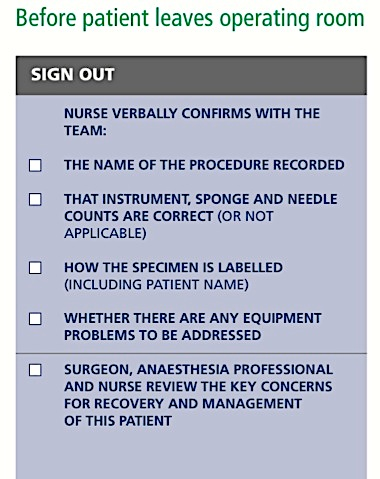 Before patient leaves operating room
SIGN OUT
NURSE VERBALLY CONFIRMS WITH THE
TEAM:
THE NAME OF THE PROCEDURE RECORDED
THAT INSTRUMENT, SPONGE AND NEEDLE
COUNTS ARE CORRECT (OR NOT
APPLICABLE)
HOW THE SPECIMEN IS LABELLED
(INCLUDING PATIENT NAME)
WHETHER THERE ARE ANY EQUIPMENT
PROBLEMS TO BE ADDRESSED
SURGEON, ANAESTHESIA PROFESSIONAL
AND NURSE REVIEW THE KEY CONCERNS
FOR RECOVERY AND MANAGEMENT
OF THIS PATIENT